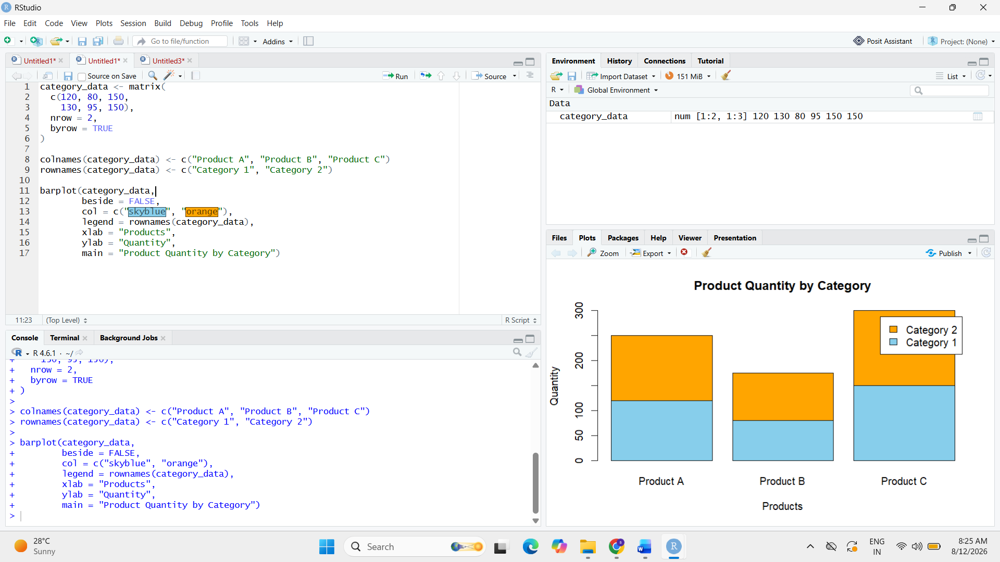 RStudio
File Edit Code View Plots Session Build Debug Profile Tools Help
Go to file/function Addins Posit Assistant Project: (None)
Untitled1* Untitled1* Untitled3*
Source on Save Run Source
1 category_data <- matrix(
2   c(120, 80, 150,
3     130, 95, 150),
4   nrow = 2,
5   byrow = TRUE
6 )
7
8 colnames(category_data) <- c("Product A", "Product B", "Product C")
9 rownames(category_data) <- c("Category 1", "Category 2")
10
11 barplot(category_data,
12         beside = FALSE,
13         col = c("skyblue", "orange"),
14         legend = rownames(category_data),
15         xlab = "Products",
16         ylab = "Quantity",
17         main = "Product Quantity by Category")
11:23 (Top Level) R Script
Console Terminal Background Jobs
R 4.6.1 · ~/
+     130, 95, 150),
+   nrow = 2,
+   byrow = TRUE
+ )
>
> colnames(category_data) <- c("Product A", "Product B", "Product C")
> rownames(category_data) <- c("Category 1", "Category 2")
>
> barplot(category_data,
+         beside = FALSE,
+         col = c("skyblue", "orange"),
+         legend = rownames(category_data),
+         xlab = "Products",
+         ylab = "Quantity",
+         main = "Product Quantity by Category")
>
Environment History Connections Tutorial
Import Dataset 151 MiB List
R Global Environment
Data
category_data num [1:2, 1:3] 120 130 80 95 150 150
Files Plots Packages Help Viewer Presentation
Zoom Export Publish
Product Quantity by Category
300
200
100
50
0
Quantity
Category 2
Category 1
Product A Product B Product C
Products
28°C
Sunny
Search
ENG
IN
8:25 AM
8/12/2026